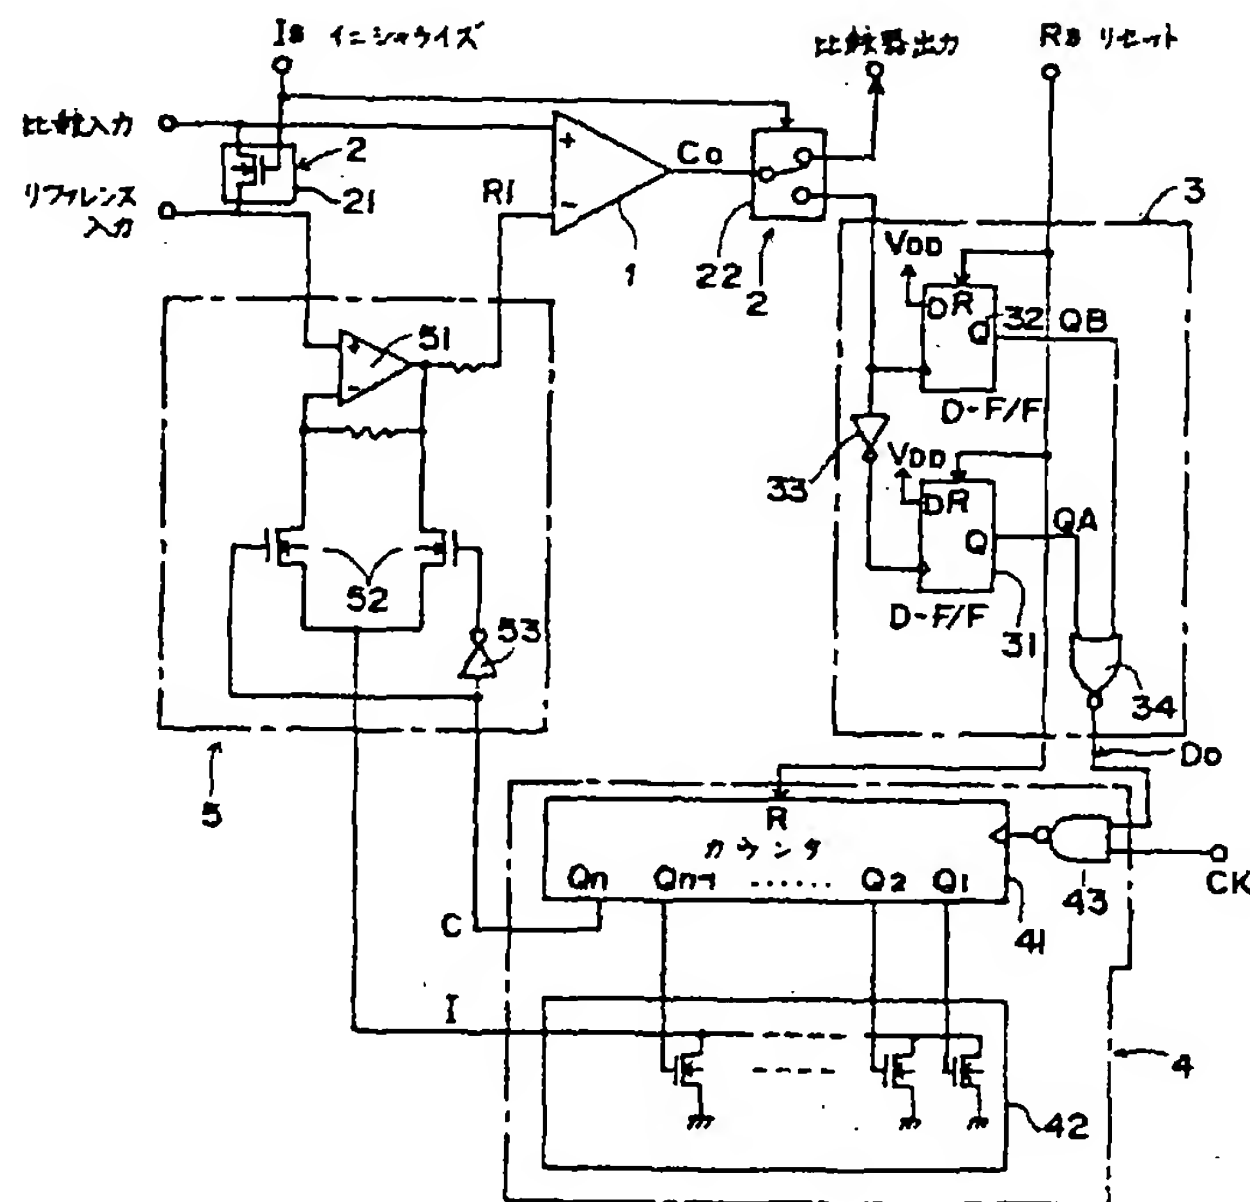 Is イニシャライズ
比較器出力
Rs リセット
比較入力
2
21
リファレンス
入力
+
-
1
R1
Co
22
2
3
VDD
D
R
Q
32
QB
D-F/F
33
VDD
D
R
Q
QA
D-F/F
31
34
Do
+
-
51
52
53
5
R
カウンタ
Qn
Qn-1
······
Q2
Q1
41
43
CK
C
I
42
4